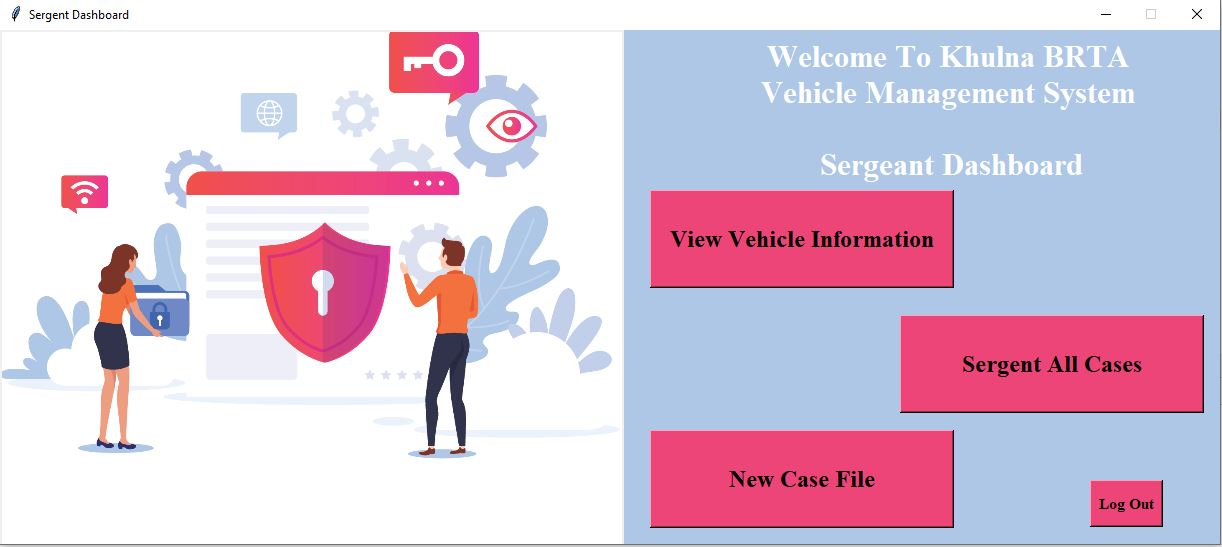 Sergent Dashboard
Welcome To Khulna BRTA
Vehicle Management System
Sergeant Dashboard
View Vehicle Information
Sergent All Cases
New Case File
Log Out